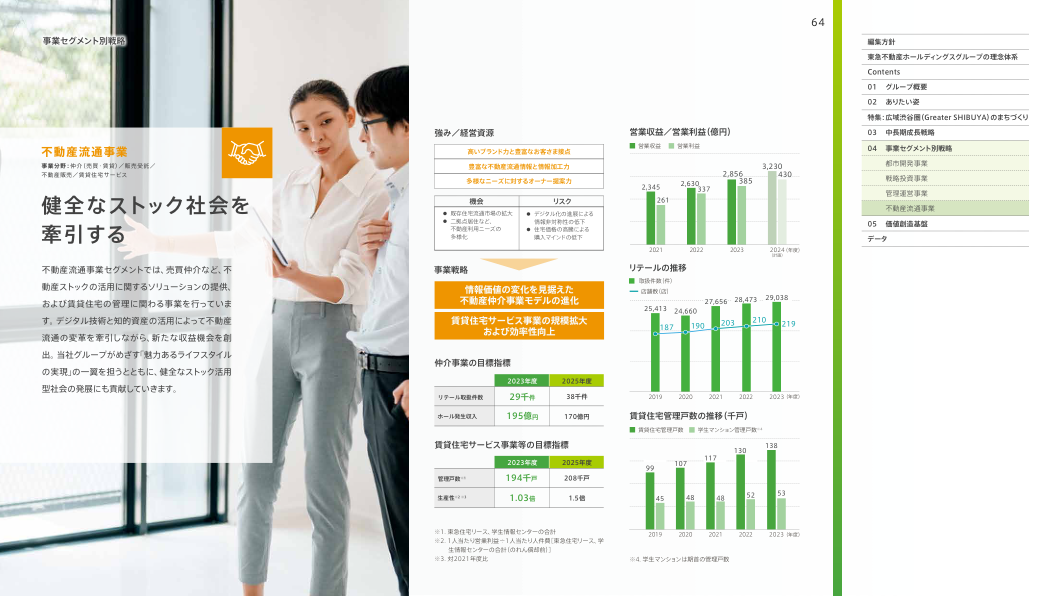 事業セグメント別戦略
不動産流通事業
事業分野：仲介（売買・賃貸）／販売受託／
不動産販売／賃貸住宅サービス
健全なストック社会を
牽引する
不動産流通事業セグメントでは、売買仲介など、不
動産ストックの活用に関するソリューションの提供、
および賃貸住宅の管理に関わる事業を行っていま
す。デジタル技術と知的資産の活用によって不動産
流通の変革を牽引しながら、新たな収益機会を創
出。当社グループがめざす「魅力あるライフスタイル
の実現」の一翼を担うとともに、健全なストック活用
型社会の発展にも貢献していきます。
64
強み／経営資源
高いブランド力と豊富なお客さま接点
豊富な不動産流通情報と情報加工力
多様なニーズに対するオーナー提案力
機会 リスク
● 既存住宅流通市場の拡大
● 二拠点居住など、
不動産利用ニーズの
多様化
● デジタル化の進展による
情報非対称性の低下
● 住宅価格の高騰による
購入マインドの低下
事業戦略
情報価値の変化を見据えた
不動産仲介事業モデルの進化
賃貸住宅サービス事業の規模拡大
および効率性向上
仲介事業の目標指標
2023年度 2025年度
リテール取扱件数 29千件 38千件
ホール発生収入 195億円 170億円
賃貸住宅サービス事業等の目標指標
2023年度 2025年度
管理戸数※1 194千戸 208千戸
生産性※2・※3 1.03倍 1.5倍
※1. 東急住宅リース、学生情報センターの合計
※2. 1人当たり営業利益÷1人当たり人件費［東急住宅リース、学
生情報センターの合計（のれん償却前）］
※3. 対2021年度比
営業収益／営業利益（億円）
営業収益 営業利益
2,345 261 2,630 337 2,856 385 3,230 430
2021 2022 2023 2024（年度）
（計画）
リテールの推移
取扱件数（件）
店舗数（店）
25,413 24,660 27,656 28,473 29,038
187 190 203 210 219
2019 2020 2021 2022 2023（年度）
賃貸住宅管理戸数の推移（千戸）
賃貸住宅管理戸数 学生マンション管理戸数※4
99 45 107 48 117 48 130 52 138 53
2019 2020 2021 2022 2023（年度）
※4. 学生マンションは期首の管理戸数
編集方針
東急不動産ホールディングスグループの理念体系
Contents
01 グループ概要
02 ありたい姿
特集：広域渋谷圏（Greater SHIBUYA）のまちづくり
03 中長期成長戦略
04 事業セグメント別戦略
都市開発事業
戦略投資事業
管理運営事業
不動産流通事業
05 価値創造基盤
データ